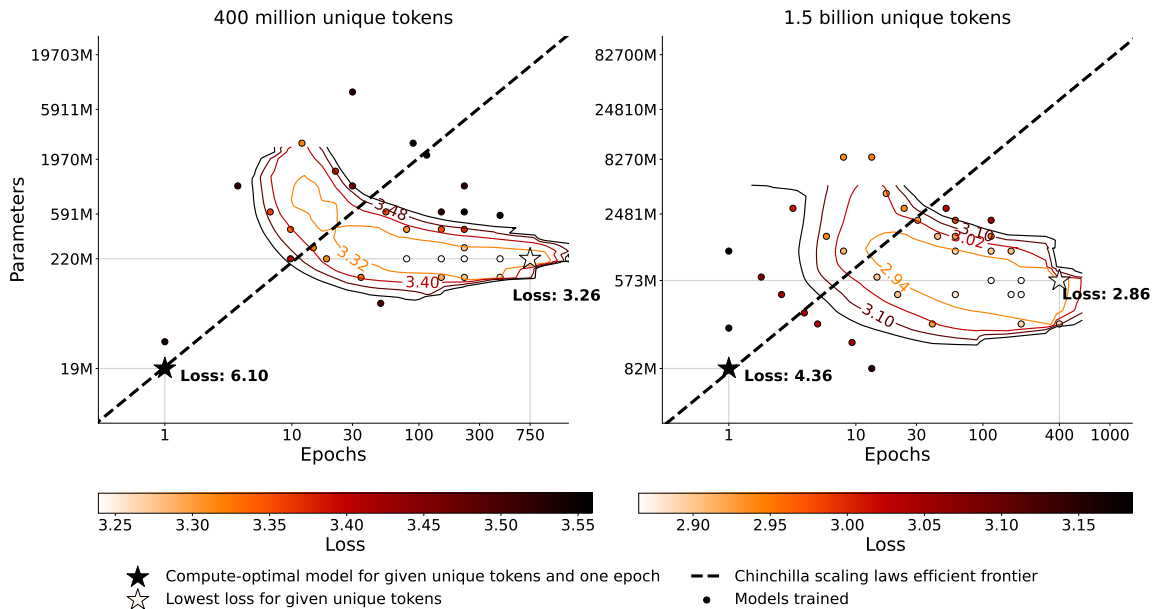 400 million unique tokens
1.5 billion unique tokens
Parameters
19703M
5911M
1970M
591M
220M
19M
3.48
3.32
3.40
Loss: 3.26
Loss: 6.10
1 10 30 100 300 750
Epochs
82700M
24810M
8270M
2481M
573M
82M
3.10
3.02
2.94
3.10
Loss: 2.86
Loss: 4.36
1 10 30 100 400 1000
Epochs
3.25 3.30 3.35 3.40 3.45 3.50 3.55
Loss
2.90 2.95 3.00 3.05 3.10 3.15
Loss
Compute-optimal model for given unique tokens and one epoch
Lowest loss for given unique tokens
Chinchilla scaling laws efficient frontier
Models trained